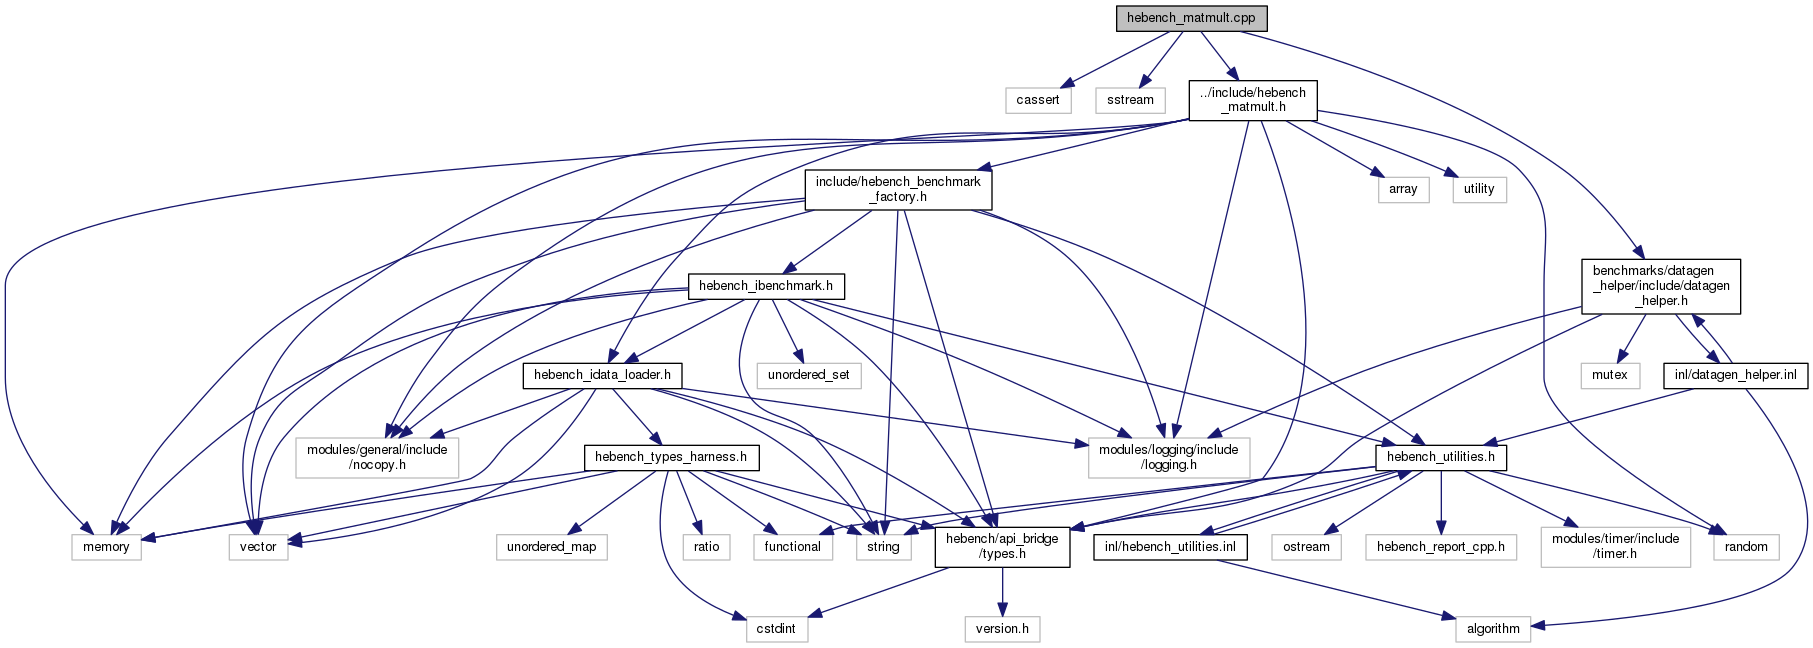 hebench_matmult.cpp
cassert
sstream
../include/hebench
_matmult.h
include/hebench_benchmark
_factory.h
array
utility
benchmarks/datagen
_helper/include/datagen
_helper.h
hebench_ibenchmark.h
hebench_idata_loader.h
unordered_set
mutex
inl/datagen_helper.inl
modules/general/include
/nocopy.h
hebench_types_harness.h
modules/logging/include
/logging.h
hebench_utilities.h
memory
vector
unordered_map
ratio
functional
string
hebench/api_bridge
/types.h
inl/hebench_utilities.inl
ostream
hebench_report_cpp.h
modules/timer/include
/timer.h
random
cstdint
version.h
algorithm